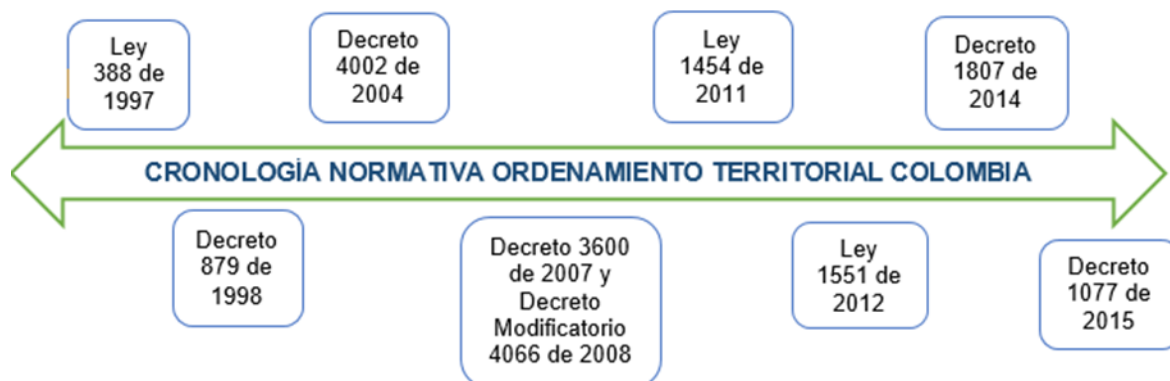 Ley
388 de
1997
Decreto
4002 de
2004
Ley
1454 de
2011
Decreto
1807 de
2014
CRONOLOGÍA NORMATIVA ORDENAMIENTO TERRITORIAL COLOMBIA
Decreto
879 de
1998
Decreto 3600
de 2007 y
Decreto
Modificatorio
4066 de 2008
Ley
1551 de
2012
Decreto
1077 de
2015